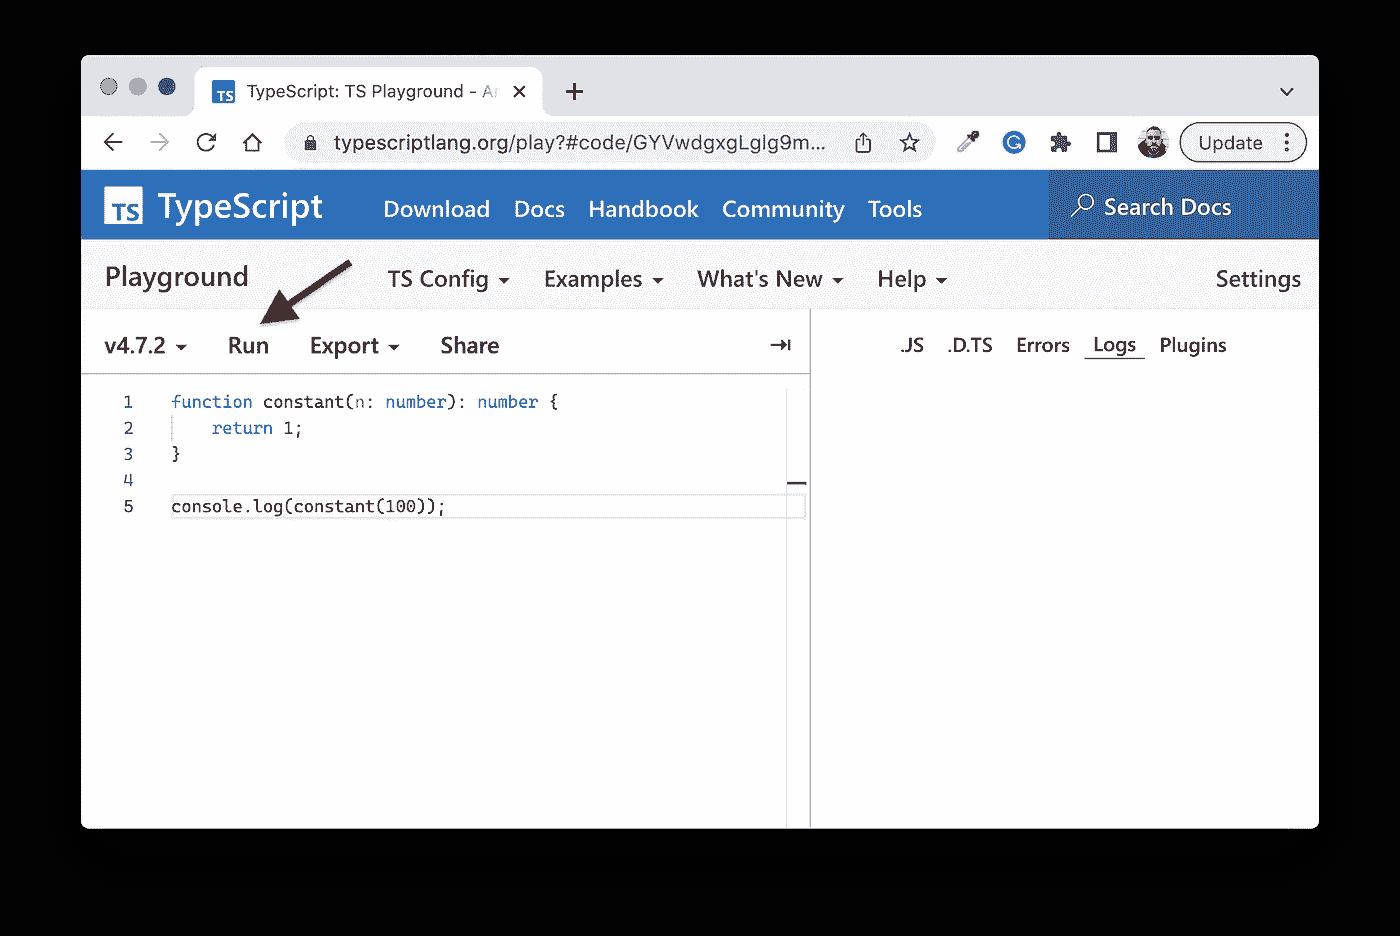 TypeScript: TS Playground - Ar
typescriptlang.org/play?#code/GYVwdgxgLglg9m...
Update
TS TypeScript Download Docs Handbook Community Tools Search Docs
Playground TS Config Examples What's New Help Settings
v4.7.2 Run Export Share .JS .D.TS Errors Logs Plugins
1 function constant(n: number): number {
2 return 1;
3 }
4
5 console.log(constant(100));